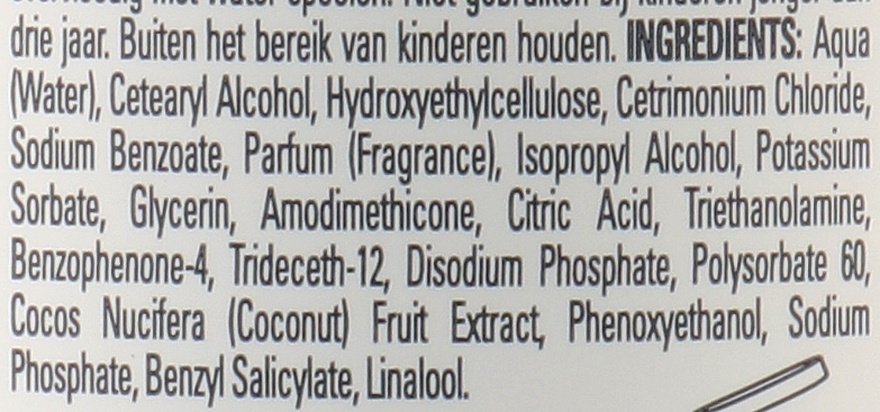 drie jaar. Buiten het bereik van kinderen houden. INGREDIENTS: Aqua
(Water), Cetearyl Alcohol, Hydroxyethylcellulose, Cetrimonium Chloride,
Sodium Benzoate, Parfum (Fragrance), Isopropyl Alcohol, Potassium
Sorbate, Glycerin, Amodimethicone, Citric Acid, Triethanolamine,
Benzophenone-4, Trideceth-12, Disodium Phosphate, Polysorbate 60,
Cocos Nucifera (Coconut) Fruit Extract, Phenoxyethanol, Sodium
Phosphate, Benzyl Salicylate, Linalool.